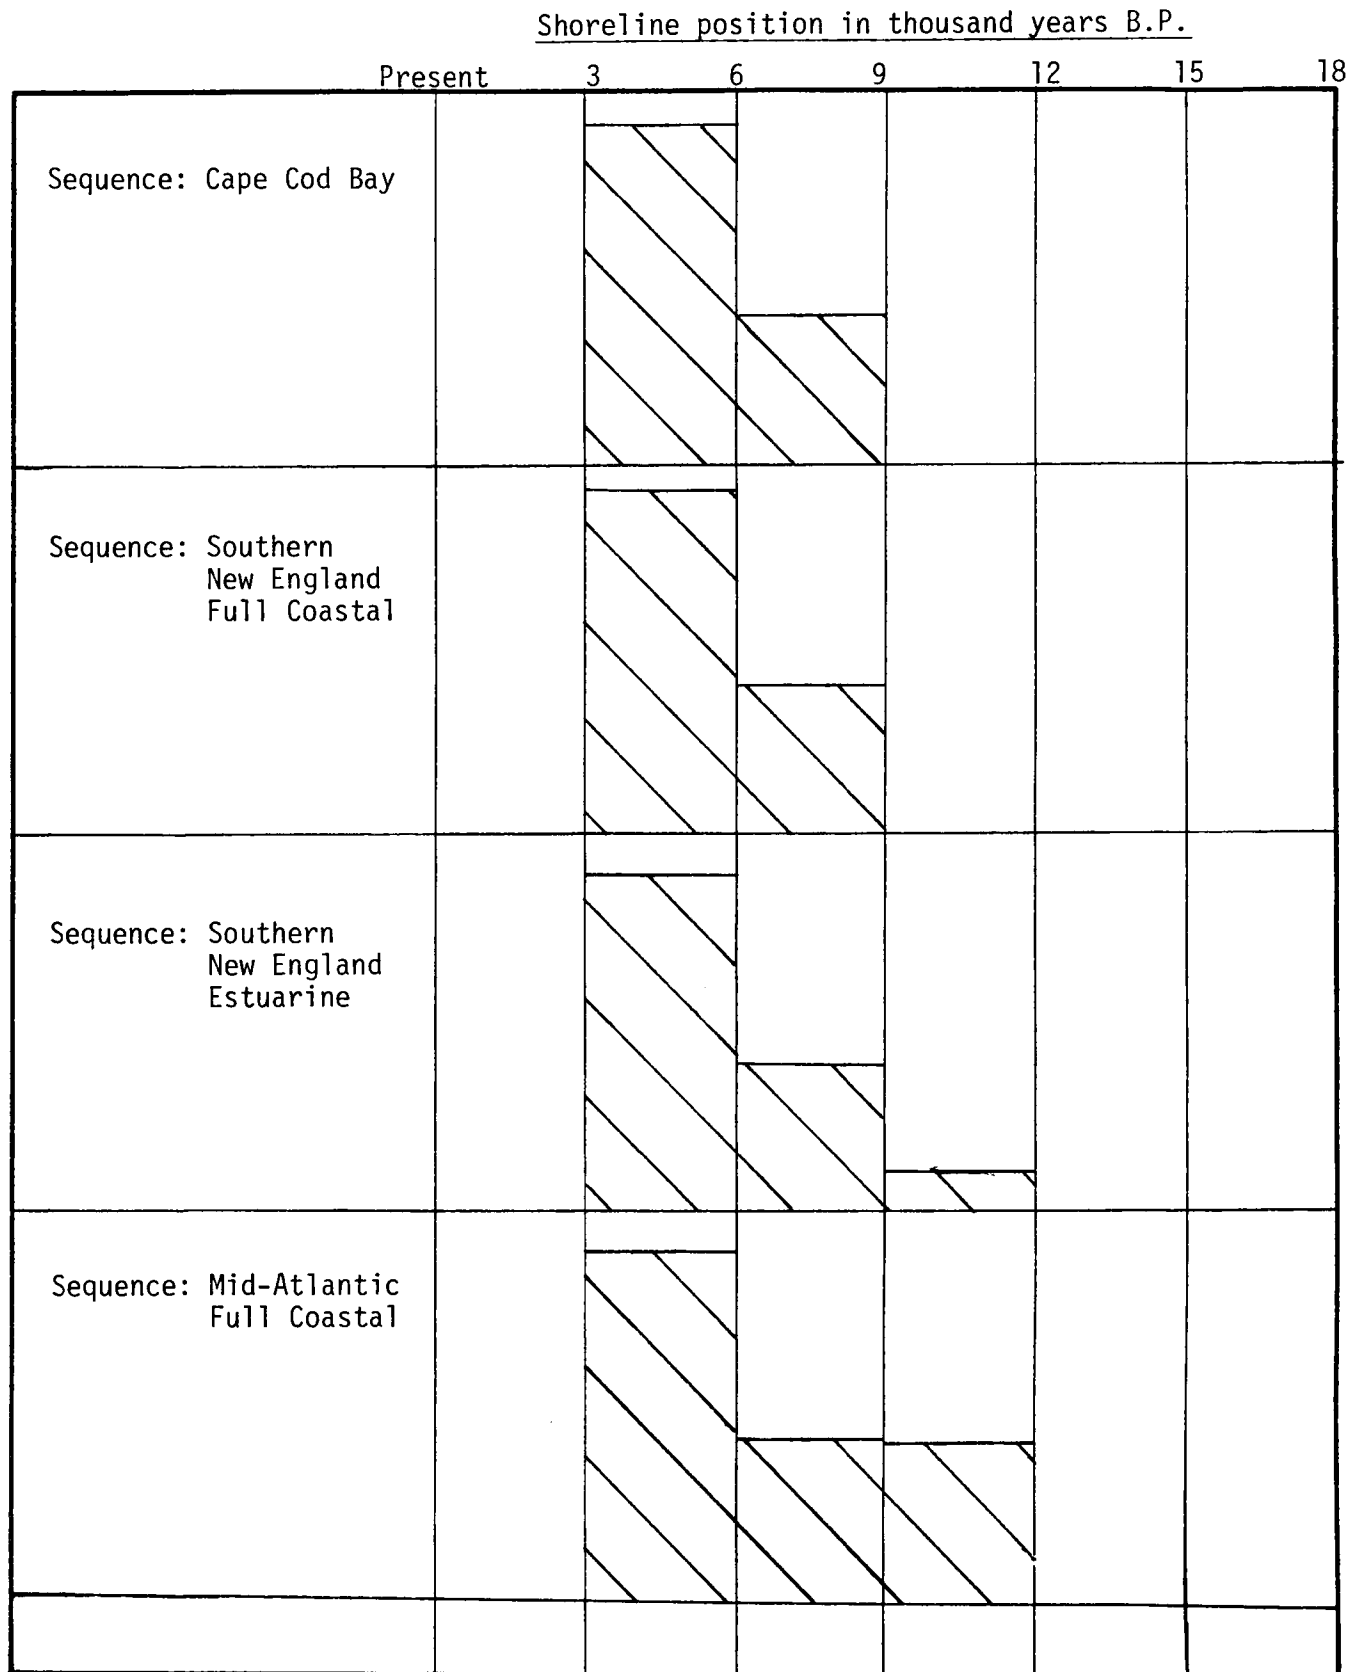 Shoreline position in thousand years B.P.
Present 3 6 9 12 15 18
Sequence: Cape Cod Bay
Sequence: Southern
New England
Full Coastal
Sequence: Southern
New England
Estuarine
Sequence: Mid-Atlantic
Full Coastal